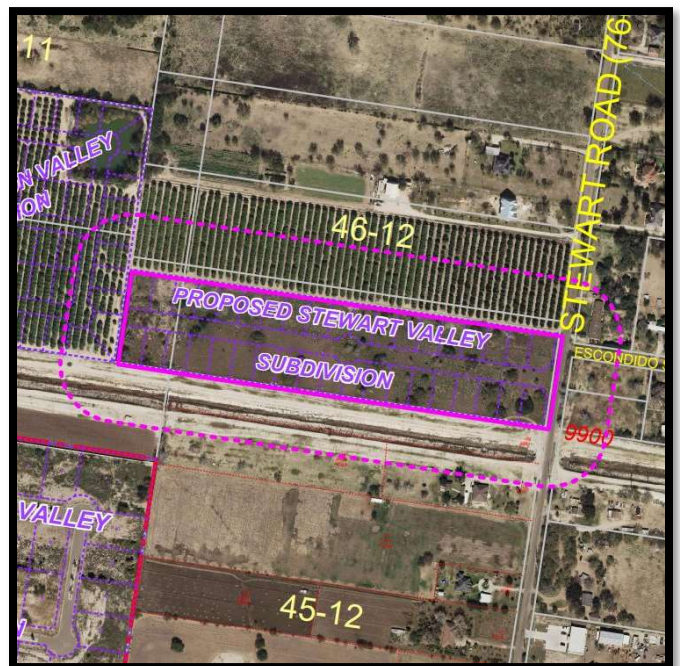 11
STEWART ROAD (76
N VALLEY
ION
46-12
PROPOSED STEWART VALLEY
SUBDIVISION
ESCONDIDO
9900
VALLEY
45-12